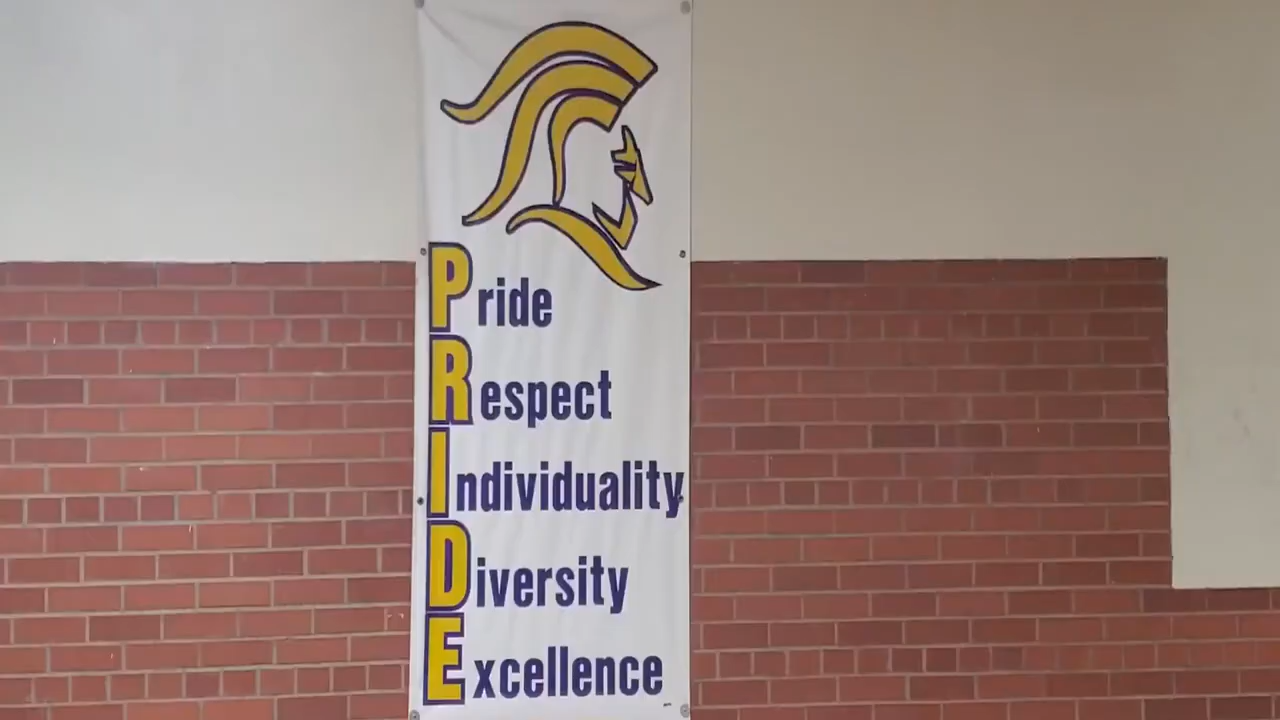 Pride
Respect
Individuality
Diversity
Excellence